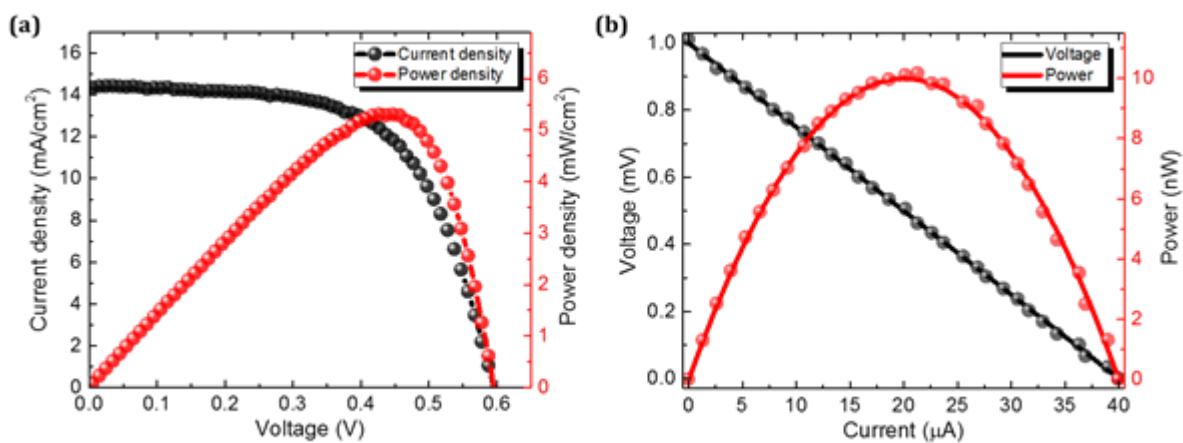 (a)
Current density
Power density
Current density (mA/cm²)
16
14
12
10
8
6
4
2
0
Power density (mW/cm²)
6
5
4
3
2
1
0
0.0 0.1 0.2 0.3 0.4 0.5 0.6
Voltage (V)
(b)
Voltage
Power
Voltage (mV)
1.0
0.8
0.6
0.4
0.2
0.0
Power (nW)
10
8
6
4
2
0
0 5 10 15 20 25 30 35 40
Current (μA)